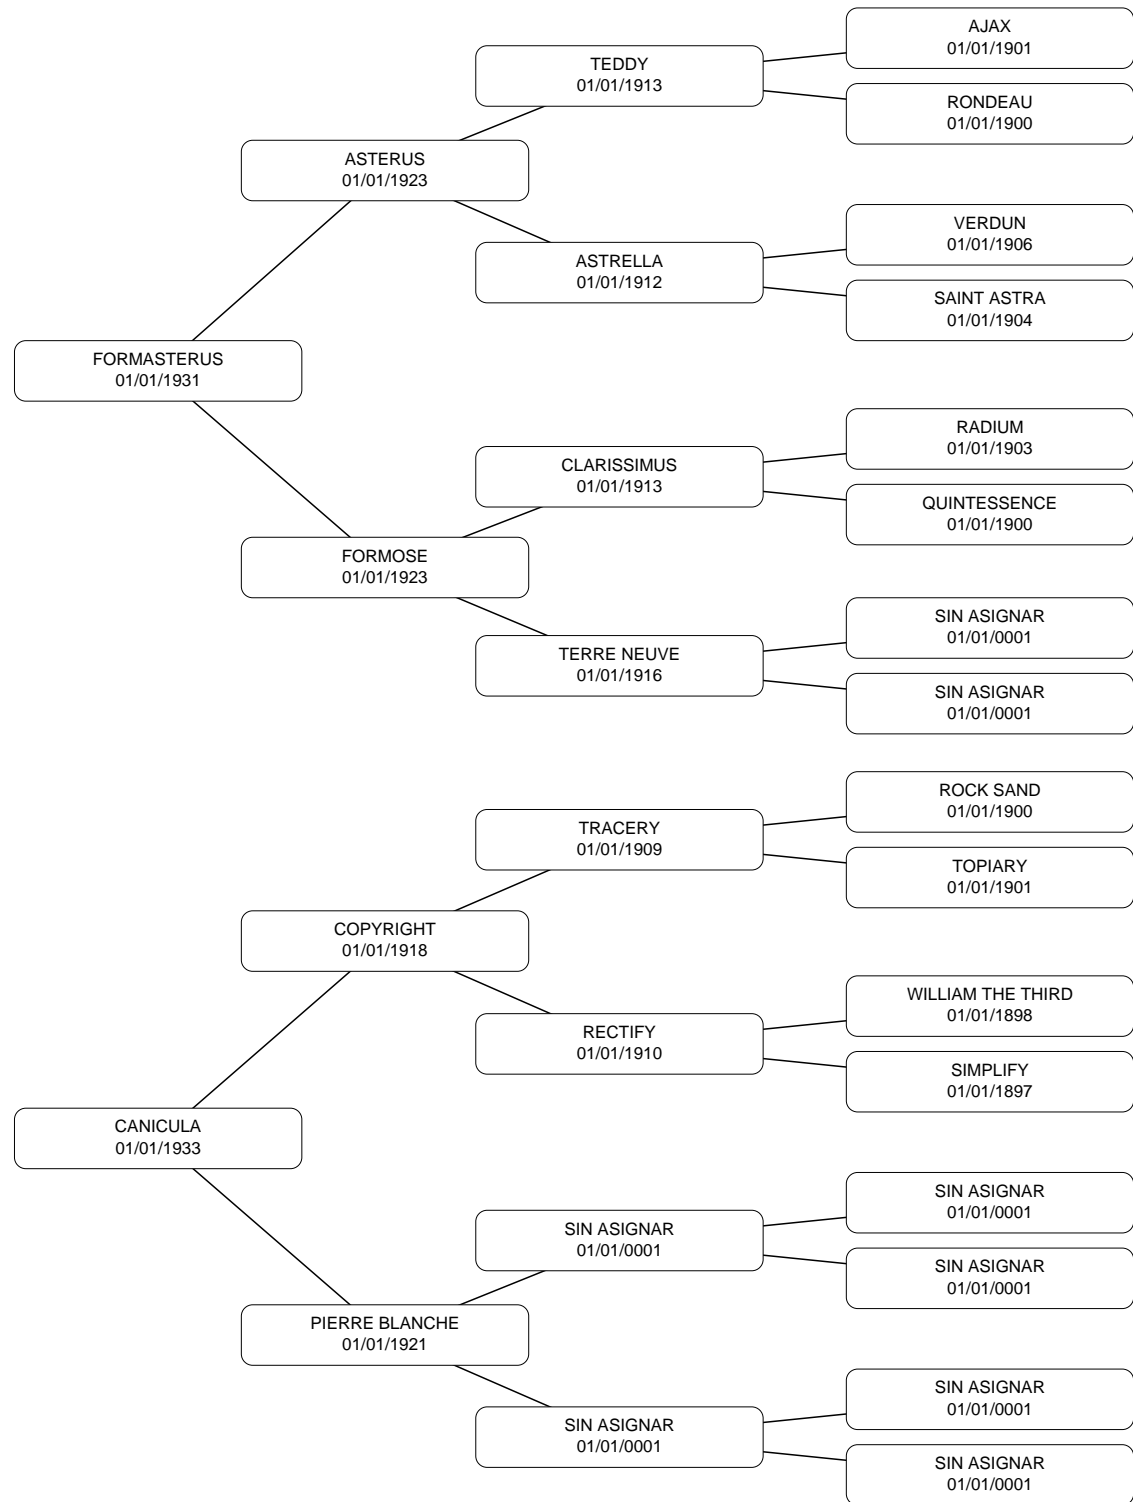 AJAX
01/01/1901
TEDDY
01/01/1913
RONDEAU
01/01/1900
ASTERUS
01/01/1923
VERDUN
01/01/1906
ASTRELLA
01/01/1912
SAINT ASTRA
01/01/1904
FORMASTERUS
01/01/1931
RADIUM
01/01/1903
CLARISSIMUS
01/01/1913
QUINTESSENCE
01/01/1900
FORMOSE
01/01/1923
SIN ASIGNAR
01/01/0001
TERRE NEUVE
01/01/1916
SIN ASIGNAR
01/01/0001
ROCK SAND
01/01/1900
TRACERY
01/01/1909
TOPIARY
01/01/1901
COPYRIGHT
01/01/1918
WILLIAM THE THIRD
01/01/1898
RECTIFY
01/01/1910
SIMPLIFY
01/01/1897
CANICULA
01/01/1933
SIN ASIGNAR
01/01/0001
SIN ASIGNAR
01/01/0001
SIN ASIGNAR
01/01/0001
PIERRE BLANCHE
01/01/1921
SIN ASIGNAR
01/01/0001
SIN ASIGNAR
01/01/0001
SIN ASIGNAR
01/01/0001